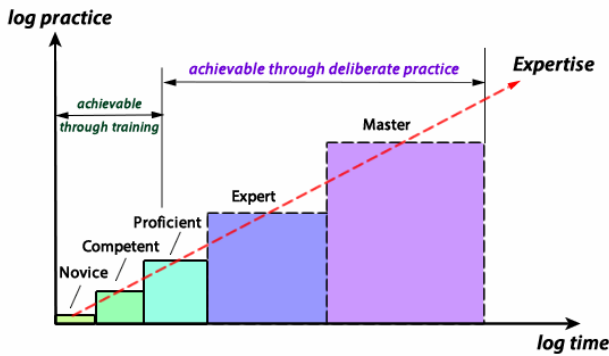 log practice
achievable through deliberate practice
Expertise
achievable
through training
Master
Expert
Proficient
Competent
Novice
log time